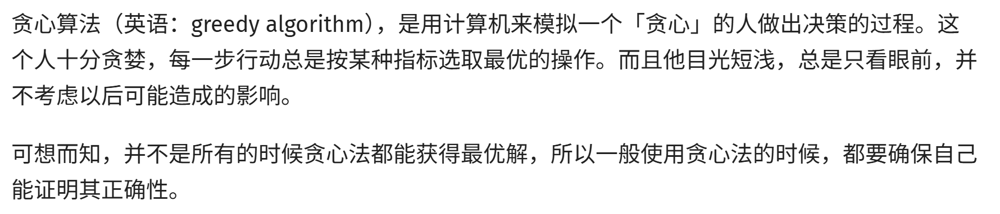 贪心算法（英语：greedy algorithm），是用计算机来模拟一个「贪心」的人做出决策的过程。这
个人十分贪婪，每一步行动总是按某种指标选取最优的操作。而且他目光短浅，总是只看眼前，并
不考虑以后可能造成的影响。
可想而知，并不是所有的时候贪心法都能获得最优解，所以一般使用贪心法的时候，都要确保自己
能证明其正确性。